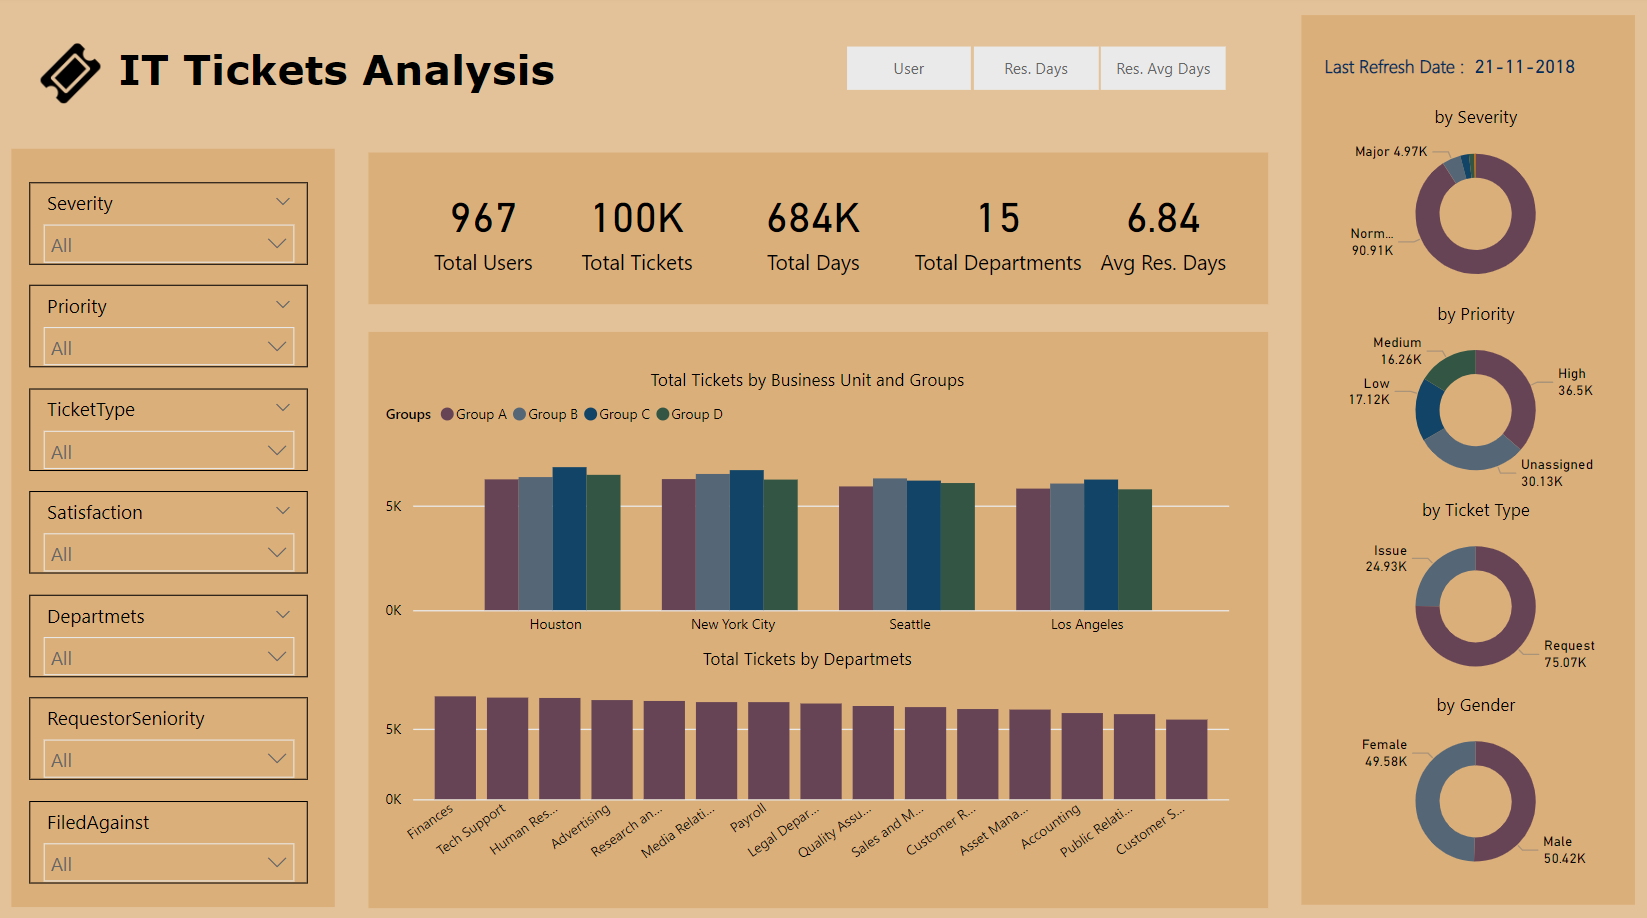 IT Tickets Analysis
User
Res. Days
Res. Avg Days
Last Refresh Date : 21-11-2018
Severity
All
Priority
All
TicketType
All
Satisfaction
All
Departmets
All
RequestorSeniority
All
FiledAgainst
All
967
100K
684K
15
6.84
Total Users
Total Tickets
Total Days
Total Departments
Avg Res. Days
Total Tickets by Business Unit and Groups
Groups
Group A
Group B
Group C
Group D
5K
0K
Houston
New York City
Seattle
Los Angeles
Total Tickets by Departmets
5K
0K
Finances
Tech Support
Human Res...
Advertising
Research an...
Media Relati...
Payroll
Legal Depar...
Quality Assu...
Sales and M...
Customer R...
Asset Mana...
Accounting
Public Relati...
Customer S...
by Severity
Major 4.97K
Norm...
90.91K
by Priority
Medium
16.26K
High
36.5K
Low
17.12K
Unassigned
30.13K
by Ticket Type
Issue
24.93K
Request
75.07K
by Gender
Female
49.58K
Male
50.42K